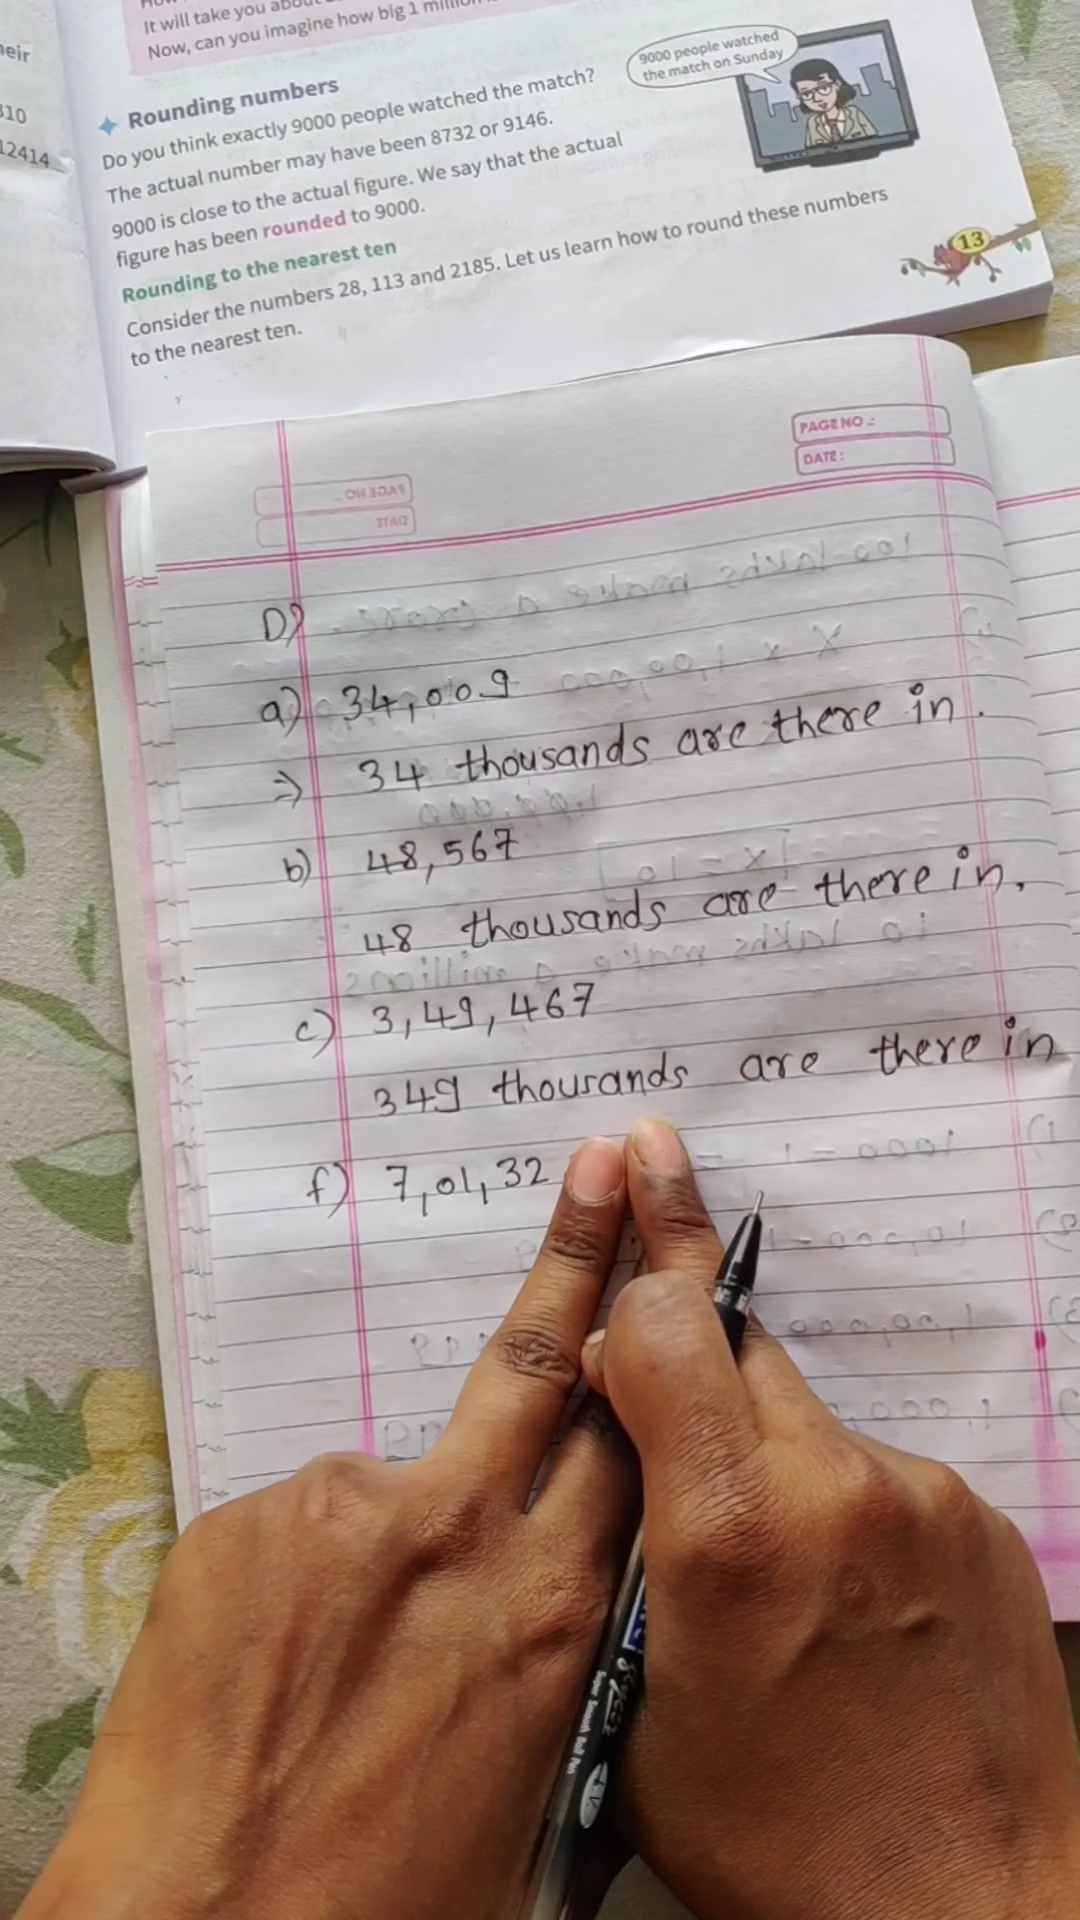 It will take you about
Now, can you imagine how big 1 million
Rounding numbers
Do you think exactly 9000 people watched the match?
The actual number may have been 8732 or 9146.
9000 is close to the actual figure. We say that the actual
figure has been rounded to 9000.
9000 people watched
the match on Sunday
Rounding to the nearest ten
Consider the numbers 28, 113 and 2185. Let us learn how to round these numbers
to the nearest ten.
13
12414
PAGE NO.:
DATE:
D)
a) 34,009
⇒ 34 thousands are there in.
b) 48,567
48 thousands are there in.
c) 3,49,467
349 thousands are there in
f) 7,01,32
Super Smooth Ball Pen